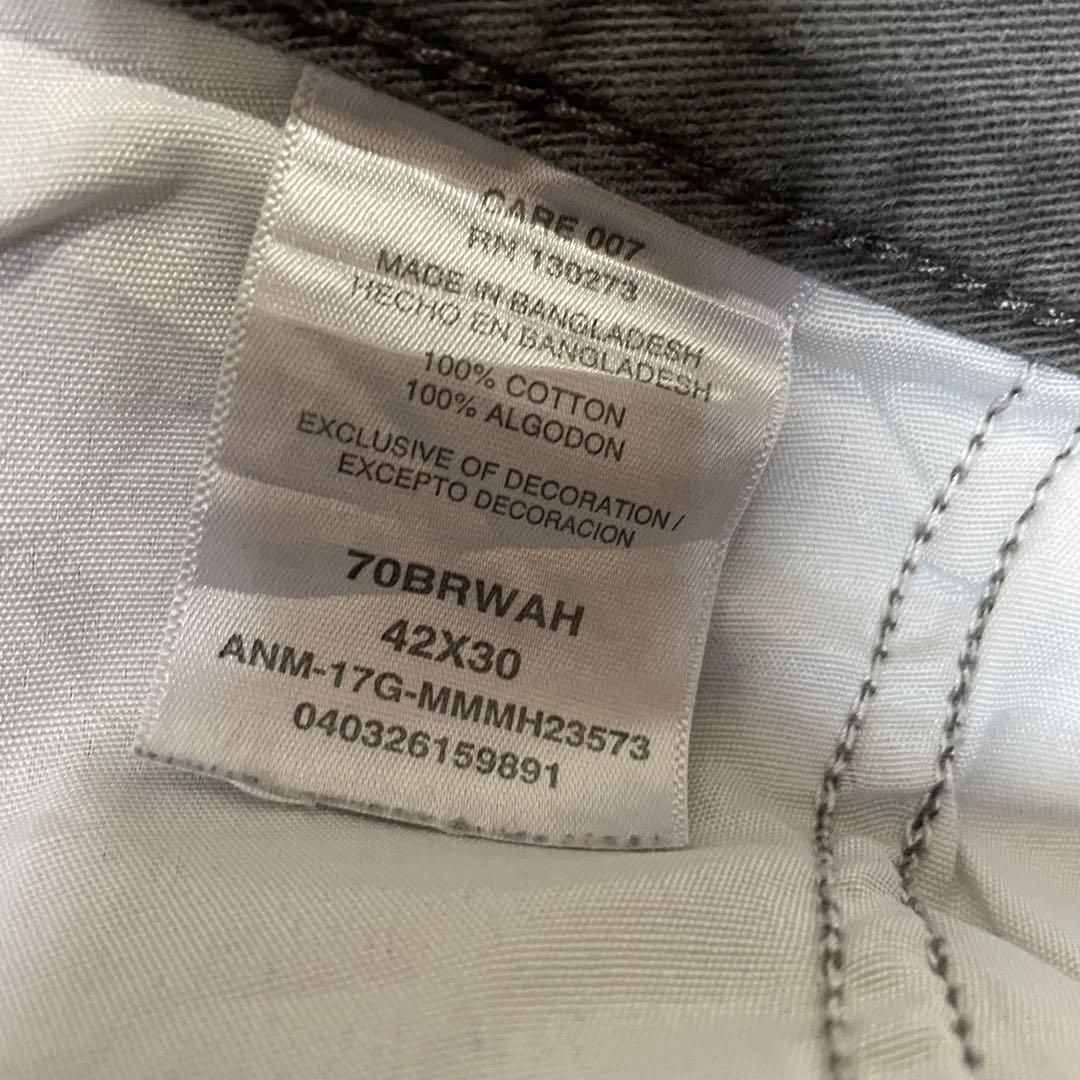 CARE 007
RN 130273
MADE IN BANGLADESH
HECHO EN BANGLADESH
100% COTTON
100% ALGODON
EXCLUSIVE OF DECORATION /
EXCEPTO DECORACION
70BRWAH
42X30
ANM-17G-MMMH23573
040326159891